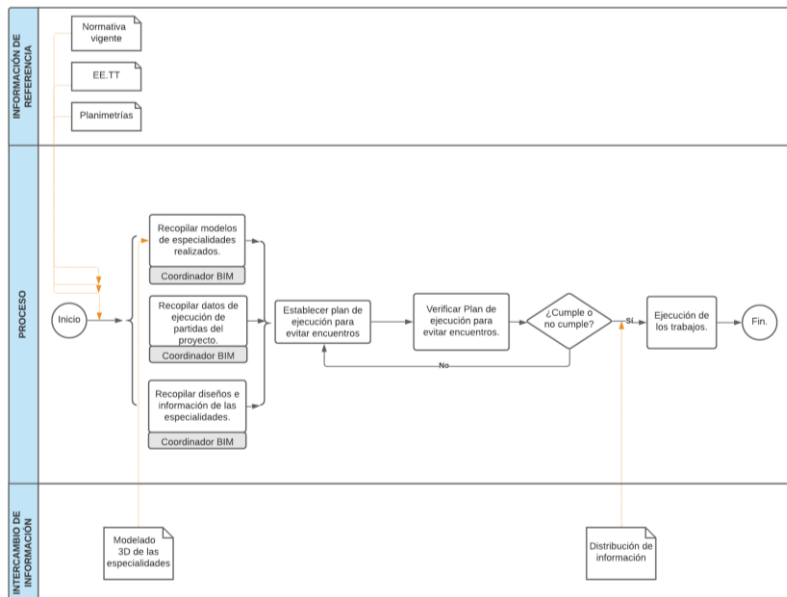 INFORMACIÓN DE
REFERENCIA
Normativa
vigente
EE.TT
Planimetrías
PROCESO
Inicio
Recopilar modelos
de especialidades
realizados.
Coordinador BIM
Recopilar datos de
ejecución de
partidas del
proyecto.
Coordinador BIM
Recopilar diseños e
información de las
especialidades.
Coordinador BIM
Establecer plan de
ejecución para
evitar encuentros
Verificar Plan de
ejecución para
evitar encuentros.
¿Cumple o
no cumple?
Sí
No
Ejecución de
los trabajos.
Fin.
INTERCAMBIO DE
INFORMACIÓN
Modelado
3D de las
especialidades
Distribución de
información